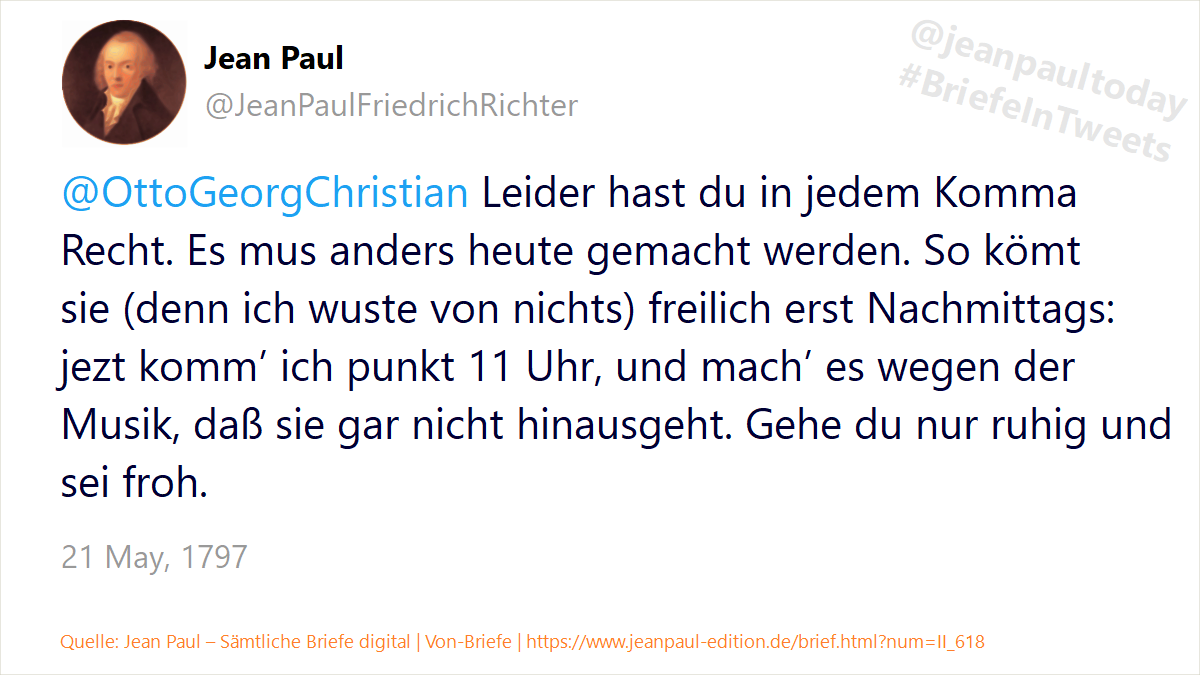 Jean Paul
@JeanPaulFriedrichRichter
@jeanpaultoday
#BriefeInTweets
@OttoGeorgChristian Leider hast du in jedem Komma
Recht. Es mus anders heute gemacht werden. So kömt
sie (denn ich wuste von nichts) freilich erst Nachmittags:
jezt komm’ ich punkt 11 Uhr, und mach’ es wegen der
Musik, daß sie gar nicht hinausgeht. Gehe du nur ruhig und
sei froh.
21 May, 1797
Quelle: Jean Paul – Sämtliche Briefe digital | Von-Briefe | https://www.jeanpaul-edition.de/brief.html?num=II_618